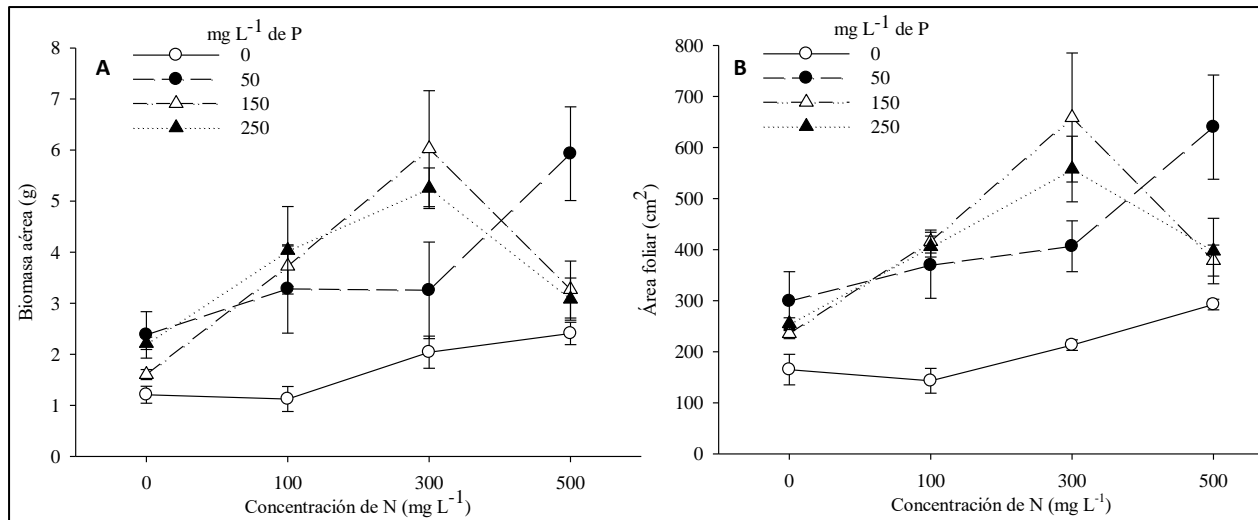 mg L-1 de P
A
0
50
150
250
8
7
6
5
4
3
2
1
0
Biomasa aérea (g)
0 100 300 500
Concentración de N (mg L-1)
mg L-1 de P
B
0
50
150
250
800
700
600
500
400
300
200
100
0
Área foliar (cm2)
0 100 300 500
Concentración de N (mg L-1)